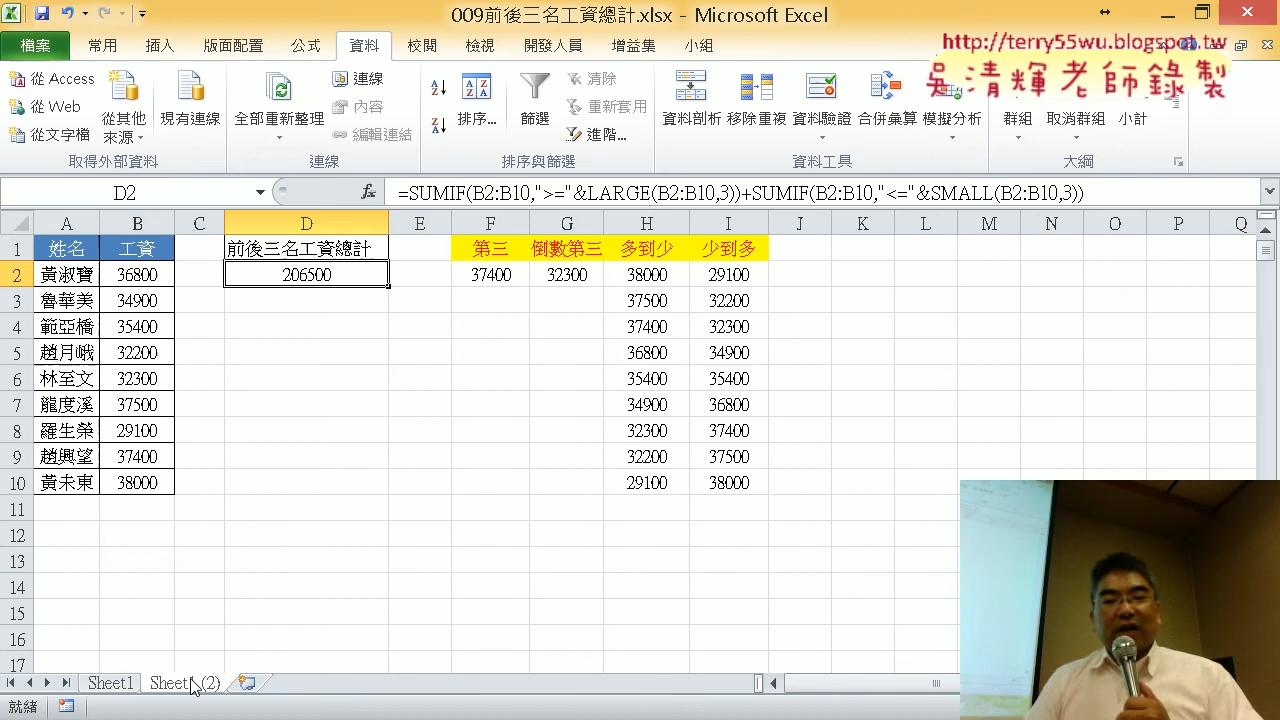 009前後三名工資總計.xlsx - Microsoft Excel
檔案 常用 插入 版面配置 公式 資料 校閱 檢視 開發人員 增益集 小組
http://terry55wu.blogspot.tw
吳清輝老師錄製
從 Access
從 Web
從文字檔
從其他來源
現有連線
全部重新整理
連線
內容
編輯連結
排序...
篩選
清除
重新套用
進階...
資料剖析 移除重複 資料驗證 合併彙算 模擬分析
群組 取消群組 小計
取得外部資料 連線 排序與篩選 資料工具 大綱
D2 fx =SUMIF(B2:B10,">="&LARGE(B2:B10,3))+SUMIF(B2:B10,"<="&SMALL(B2:B10,3))
A B C D E F G H I J K L M N O P Q
1 姓名 工資 前後三名工資總計 第三 倒數第三 多到少 少到多
2 黃淑寶 36800 206500 37400 32300 38000 29100
3 魯華美 34900 37500 32200
4 範亞橋 35400 37400 32300
5 趙月峨 32200 36800 34900
6 林至文 32300 35400 35400
7 龍度溪 37500 34900 36800
8 羅生榮 29100 32300 37400
9 趙興望 37400 32200 37500
10 黃未東 38000 29100 38000
11
12
13
14
15
16
17
Sheet1 Sheet (2)
就緒